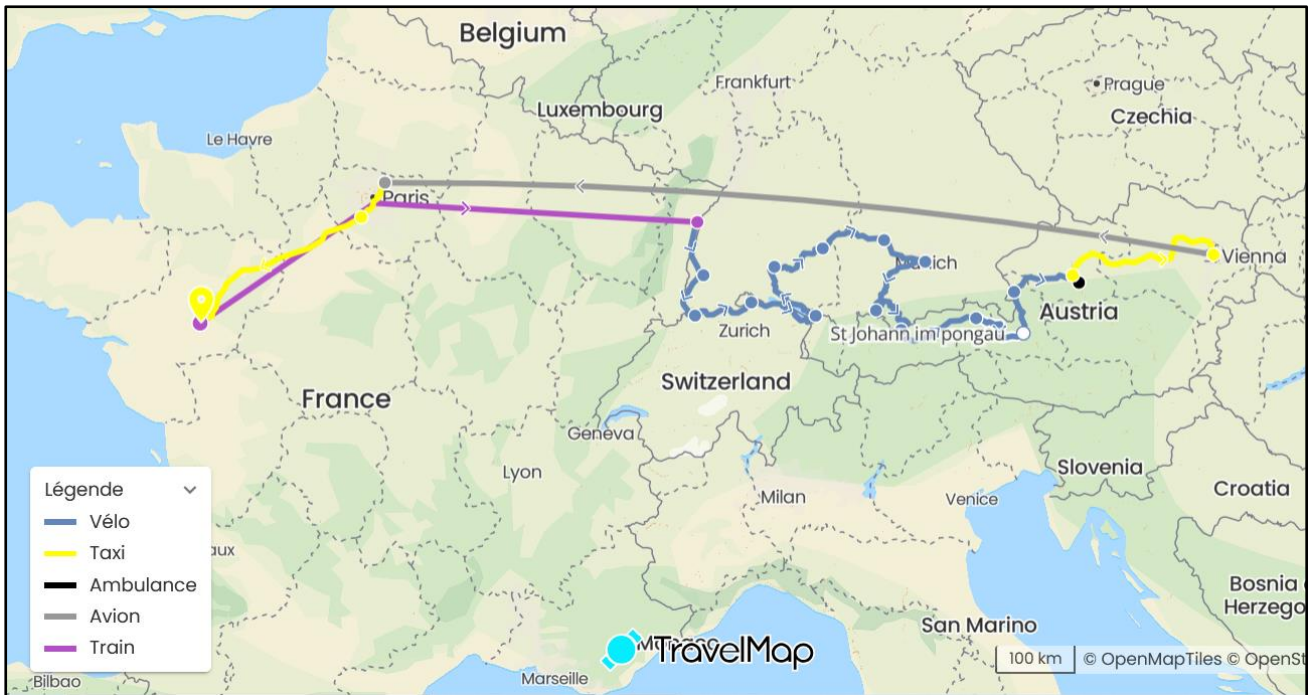 Belgium
Frankfurt
Prague
Luxembourg
Czechia
Le Havre
Paris
Munich
Vienna
Austria
Zurich
St Johann im pongau
Switzerland
France
Geneva
Slovenia
Lyon
Croatia
Milan
Venice
Légende
Vélo
Taxi
aux
Ambulance
Avion
Train
Bosnia
Herzego
San Marino
TravelMap
100 km
© OpenMapTiles © OpenSt
Bilbao
Marseille